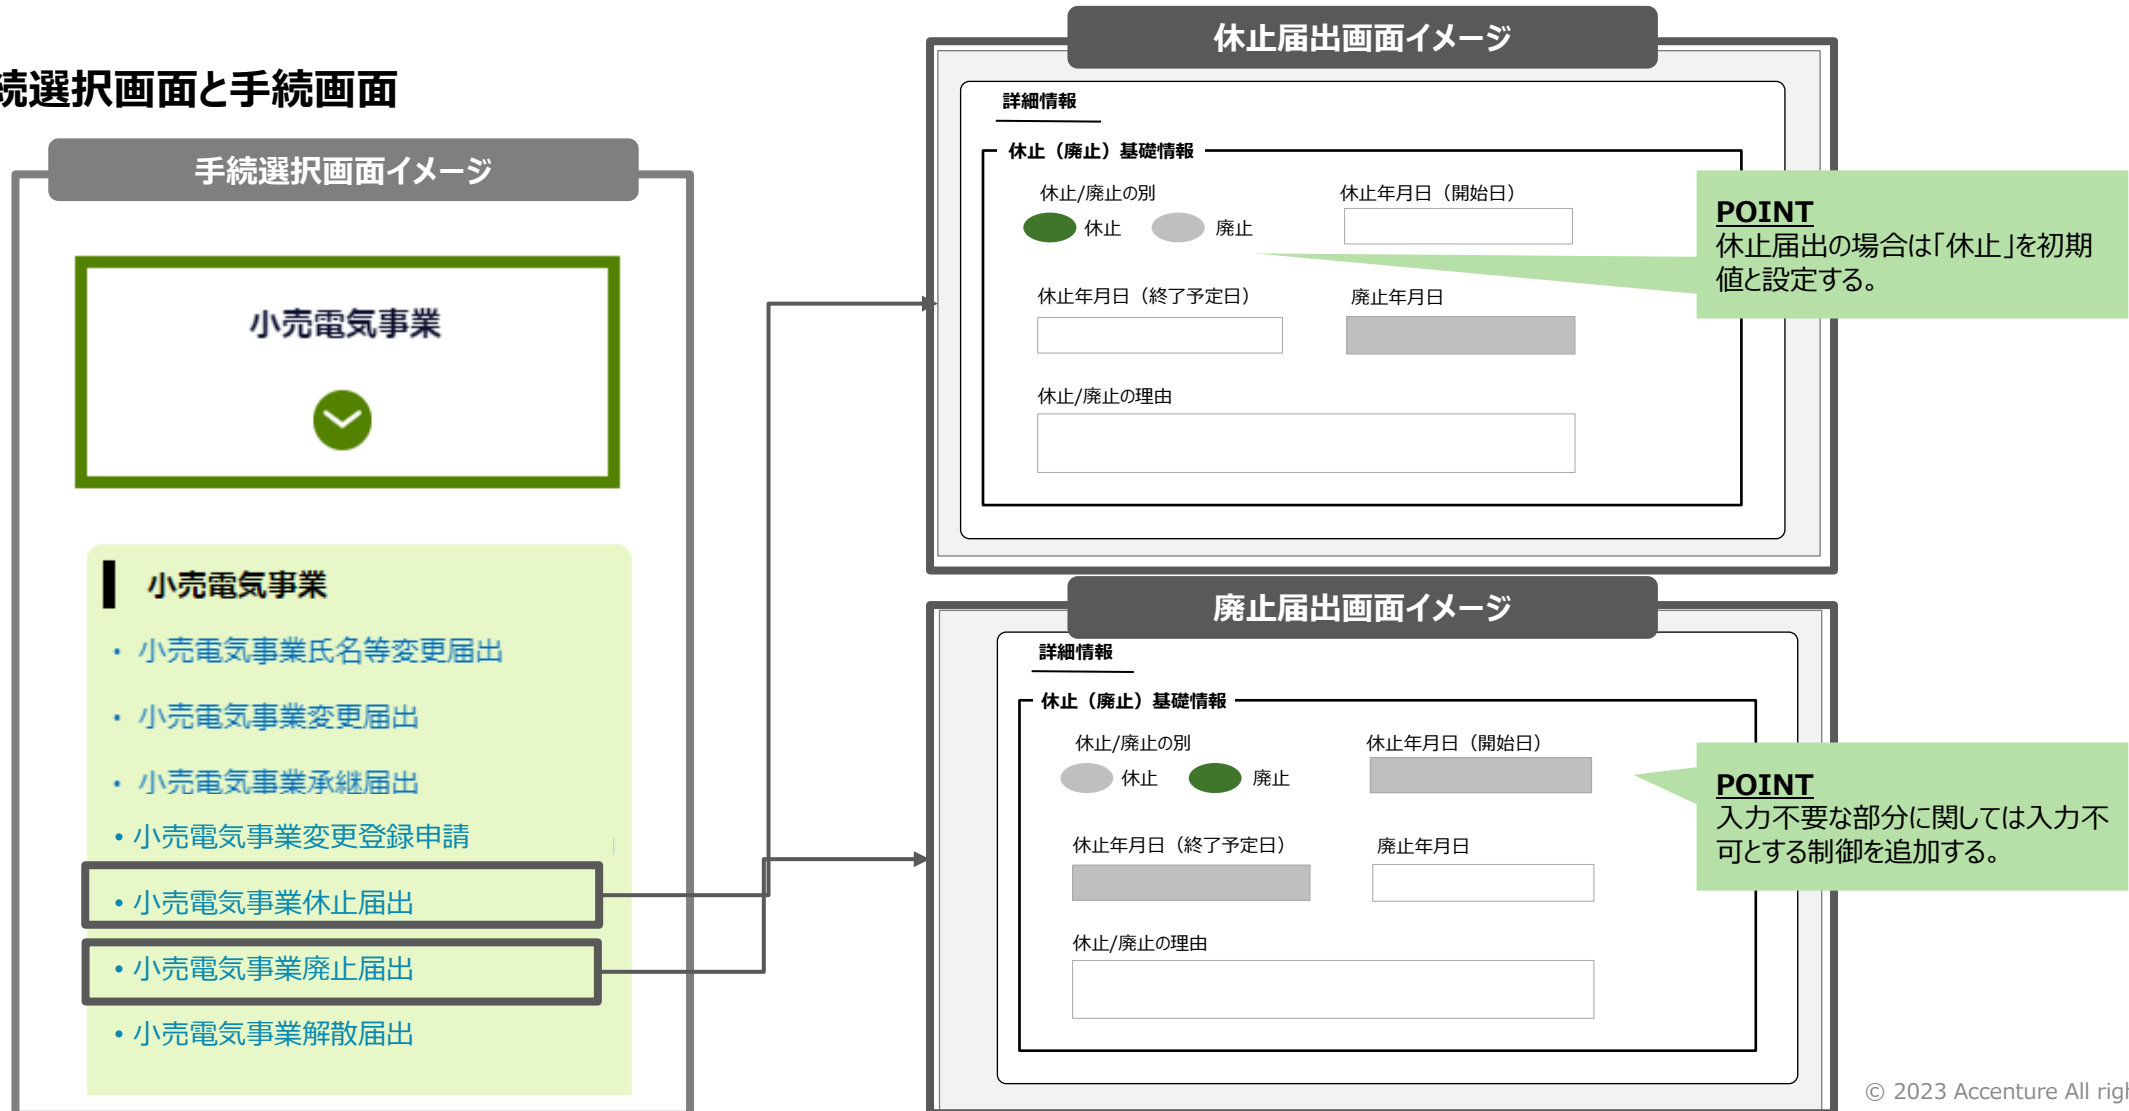 続選択画面と手続画面
手続選択画面イメージ
小売電気事業
小売電気事業
・小売電気事業氏名等変更届出
・小売電気事業変更届出
・小売電気事業承継届出
・小売電気事業変更登録申請
・小売電気事業休止届出
・小売電気事業廃止届出
・小売電気事業解散届出
休止届出画面イメージ
詳細情報
休止（廃止）基礎情報
休止/廃止の別
休止 廃止
休止年月日（開始日）
休止年月日（終了予定日）
廃止年月日
休止/廃止の理由
POINT
休止届出の場合は「休止」を初期
値と設定する。
廃止届出画面イメージ
詳細情報
休止（廃止）基礎情報
休止/廃止の別
休止 廃止
休止年月日（開始日）
休止年月日（終了予定日）
廃止年月日
休止/廃止の理由
POINT
入力不要な部分に関しては入力不
可とする制御を追加する。
© 2023 Accenture All